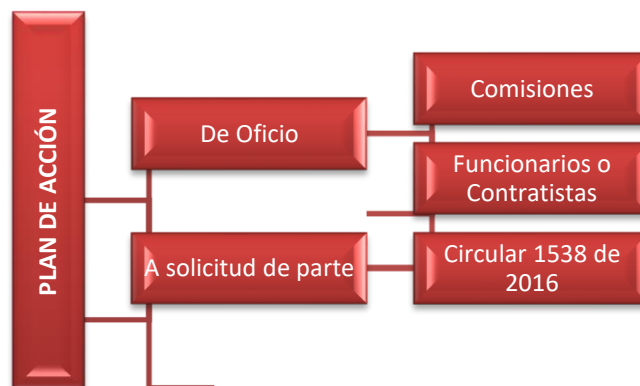 PLAN DE ACCIÓN
De Oficio
A solicitud de parte
Comisiones
Funcionarios o
Contratistas
Circular 1538 de
2016